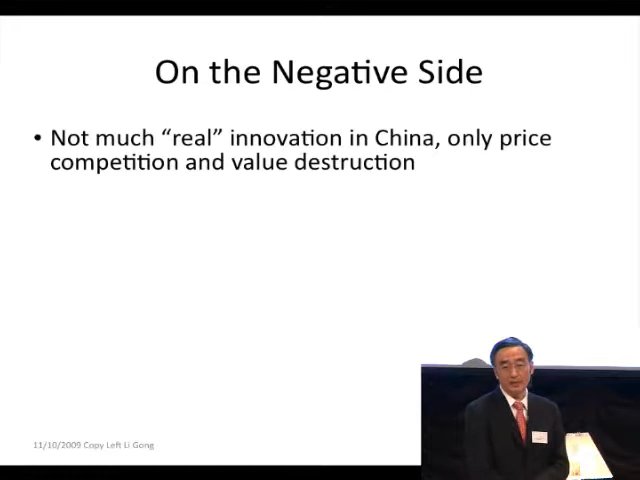 On the Negative Side
• Not much “real” innovation in China, only price
competition and value destruction
11/10/2009 Copy Left Li Gong